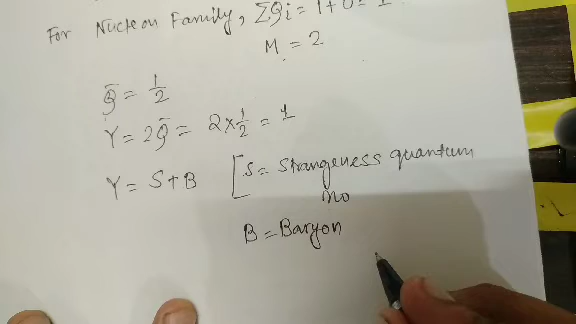 For Nucleon Family, ΣQi = 1 + 0 = 1
M = 2
Q̄ = 1/2
Y = 2Q̄ = 2 × 1/2 = 1
Y = S + B [S = Strangeness quantum
no
B = Baryon